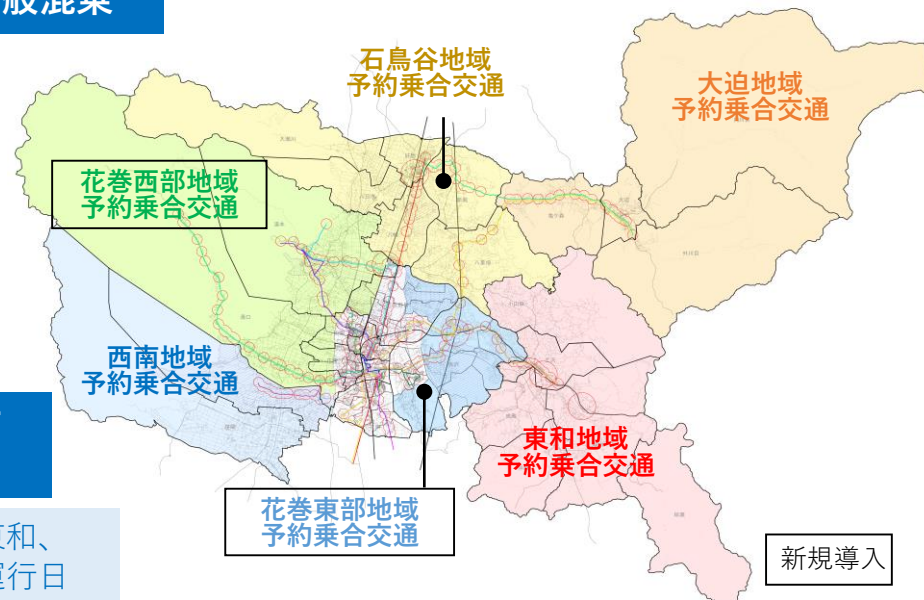 般混乗
石鳥谷地域
予約乗合交通
大迫地域
予約乗合交通
花巻西部地域
予約乗合交通
西南地域
予約乗合交通
東和地域
予約乗合交通
花巻東部地域
予約乗合交通
東和、
運行日
新規導入